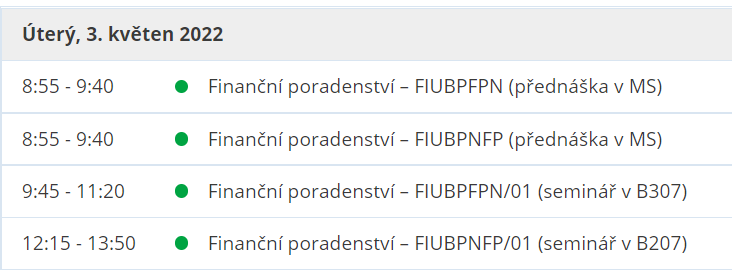 Úterý, 3. květen 2022
8:55 - 9:40 Finanční poradenství – FIUBPFPN (přednáška v MS)
8:55 - 9:40 Finanční poradenství – FIUBPNFP (přednáška v MS)
9:45 - 11:20 Finanční poradenství – FIUBPFPN/01 (seminář v B307)
12:15 - 13:50 Finanční poradenství – FIUBPNFP/01 (seminář v B207)